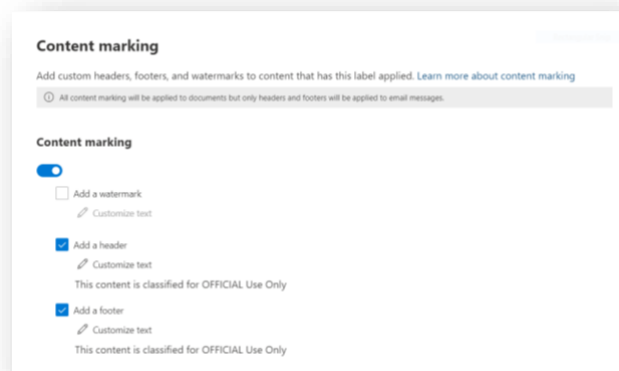 Content marking
Add custom headers, footers, and watermarks to content that has this label applied. Learn more about content marking
All content marking will be applied to documents but only headers and footers will be applied to email messages.
Content marking
Add a watermark
Customize text
Add a header
Customize text
This content is classified for OFFICIAL Use Only
Add a footer
Customize text
This content is classified for OFFICIAL Use Only